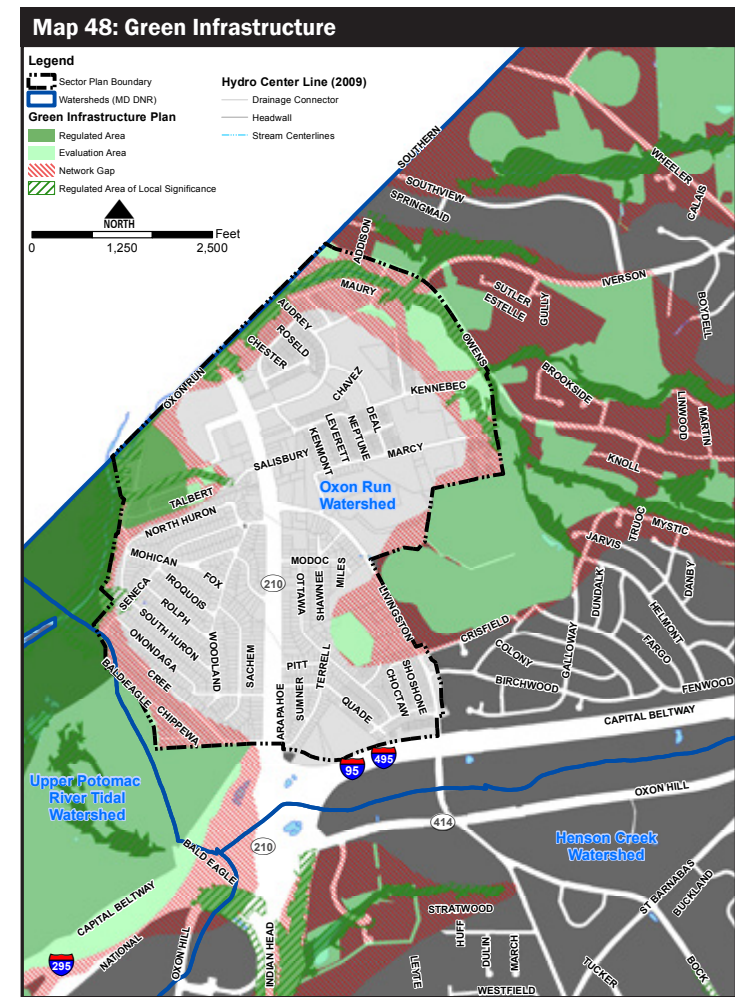 Map 48: Green Infrastructure
Legend
Sector Plan Boundary
Watersheds (MD DNR)
Green Infrastructure Plan
Regulated Area
Evaluation Area
Network Gap
Regulated Area of Local Significance
Hydro Center Line (2009)
Drainage Connector
Headwall
Stream Centerlines
NORTH
Feet
0 1,250 2,500
SOUTHERN
WHEELER
CALAIS
SOUTHVIEW
SPRINGMAID
ADDISON
MAURY
IVERSON
SUTLER
ESTELLE
GULLY
BOYDELL
AUDREY
ROSELD
CHESTER
OWENS
OXON RUN
CHAVEZ
KENNEBEC
BROOKSIDE
LINWOOD
MARTIN
DEAL
NEPTUNE
LEVERETT
KENMONT
MARCY
SALISBURY
KNOLL
Oxon Run
Watershed
TALBERT
NORTH HURON
TRUOC
MYSTIC
JARVIS
MOHICAN
FOX
IROQUOIS
SENECA
ROLPH
SOUTH HURON
ONONDAGA
210
MODOC
OTTAWA
SHAWNEE
MILES
LIVINGSTON
DUNDALK
DANBY
HELMONT
FARGO
CRISFIELD
COLONY
GALLOWAY
BIRCHWOOD
FENWOOD
WOODLAND
SACHEM
PITT
TERRELL
SUMNER
ARAPAHOE
QUADE
SHOSHONE
CHOCTAW
BALD EAGLE
CREE
CHIPPEWA
CAPITAL BELTWAY
95
495
Upper Potomac
River Tidal
Watershed
OXON HILL
414
210
Henson Creek
Watershed
BALD EAGLE
CAPITAL BELTWAY
ST BARNABAS
BUCKLAND
STRATWOOD
HUFF
DULIN
MARCH
295
NATIONAL
OXON HILL
INDIAN HEAD
LEYTE
TUCKER
BOCK
WESTFIELD